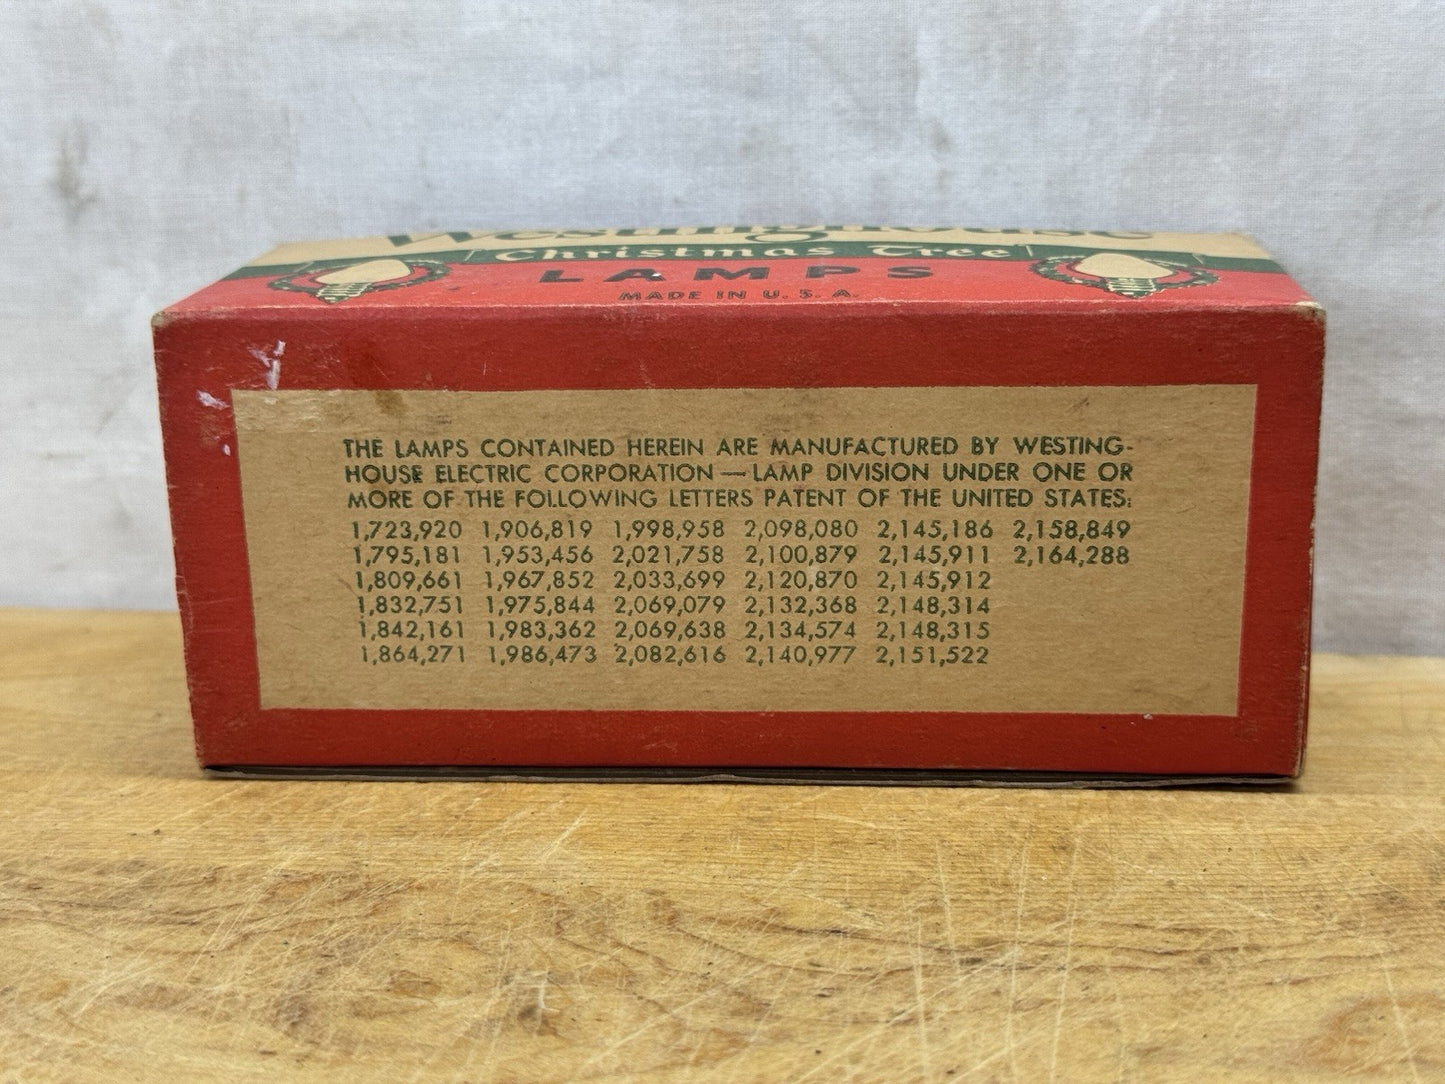 Westinghouse
Christmas Tree
LAMPS
MADE IN U. S. A.
THE LAMPS CONTAINED HEREIN ARE MANUFACTURED BY WESTING-
HOUSE ELECTRIC CORPORATION — LAMP DIVISION UNDER ONE OR
MORE OF THE FOLLOWING LETTERS PATENT OF THE UNITED STATES:
1,723,920 1,906,819 1,998,958 2,098,080 2,145,186 2,158,849
1,795,181 1,953,456 2,021,758 2,100,879 2,145,911 2,164,288
1,809,661 1,967,852 2,033,699 2,120,870 2,145,912
1,832,751 1,975,844 2,069,079 2,132,368 2,148,314
1,842,161 1,983,362 2,069,638 2,134,574 2,148,315
1,864,271 1,986,473 2,082,616 2,140,977 2,151,522